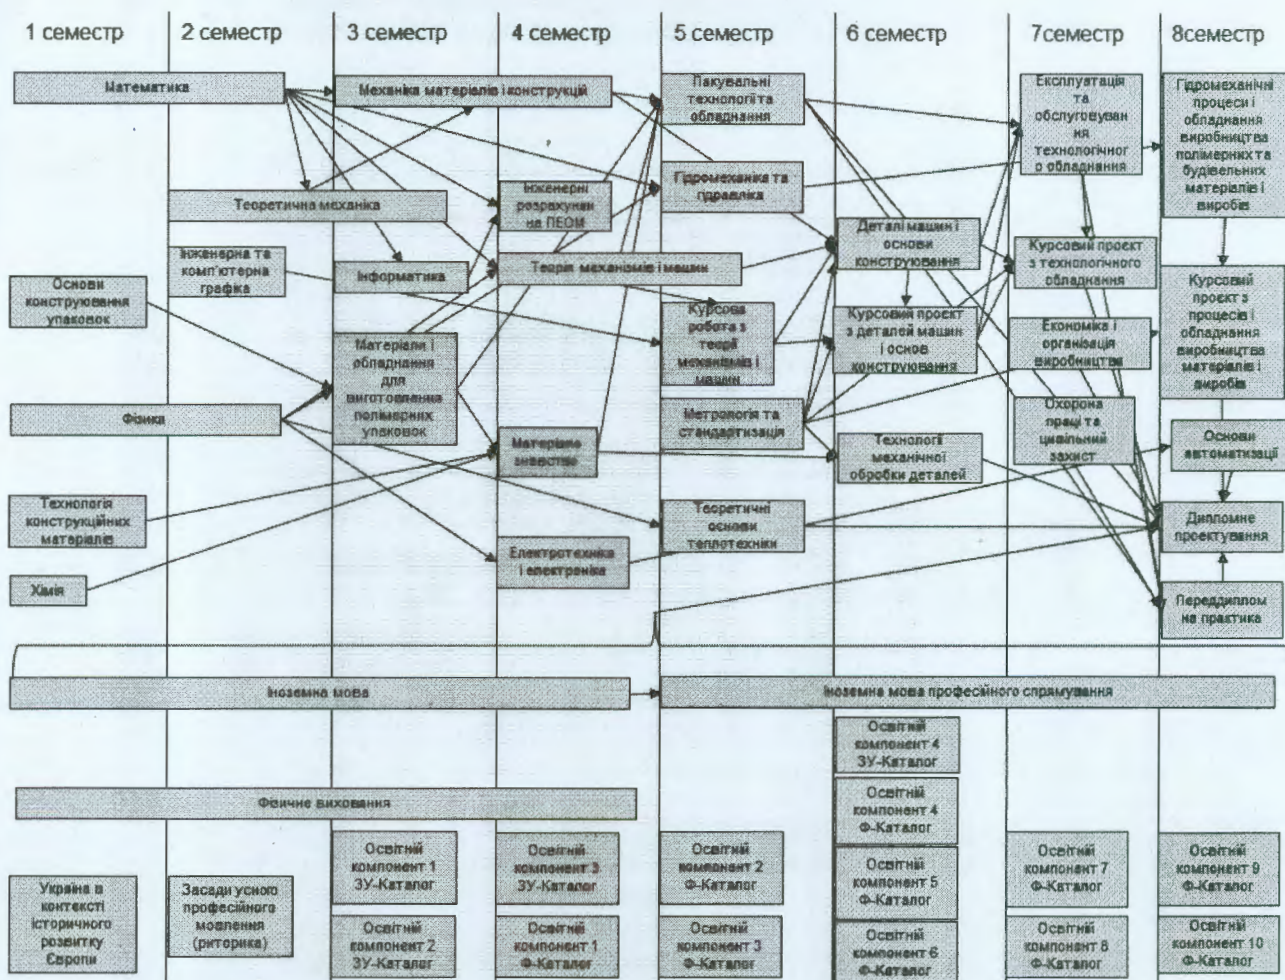 1 семестр
2 семестр
3 семестр
4 семестр
5 семестр
6 семестр
7семестр
8семестр
Математика
Механіка матеріалів і конструкцій
Пакувальні
технології та
обладнання
Експлуатація
та
обслуговуван
ня
технологічног
о обладнання
Гідромеханічні
процеси і
обладнання
виробництва
полімерних та
будівельних
матеріалів і
виробів
Теоретична механіка
Інженерні
розрахунки
на ПЕОМ
Гідромеханіка та
гідравліка
Інженерна та
комп'ютерна
графіка
Деталі машин і
основи
конструювання
Курсовий проєкт
з технологічного
обладнання
Основи
конструювання
упаковок
Інформатика
Теорія механізмів і машин
Курсова
робота з
теорії
механізмів і
машин
Курсовий проєкт
з деталей машин
і основ
конструювання
Економіка і
організація
виробництва
Курсовий
проєкт з
процесів і
обладнання
виробництва
матеріалів і
виробів
Матеріали і
обладнання
для
виготовлення
полімерних
упаковок
Фізика
Матеріало
знавство
Метрологія та
стандартизація
Технології
механічної
обробки деталей
Охорона
праці та
цивільний
захист
Основи
автоматизації
Технологія
конструкційних
матеріалів
Теоретичні
основи
теплотехніки
Дипломне
проектування
Хімія
Електротехніка
і електроніка
Переддиплом
на практика
Іноземна мова
Іноземна мова професійного спрямування
Освітній
компонент 4
ЗУ-Каталог
Фізичне виховання
Освітній
компонент 4
Ф-Каталог
Освітній
компонент 1
ЗУ-Каталог
Освітній
компонент 3
ЗУ-Каталог
Освітній
компонент 2
Ф-Каталог
Освітній
компонент 5
Ф-Каталог
Освітній
компонент 7
Ф-Каталог
Освітній
компонент 9
Ф-Каталог
Україна в
контексті
історичного
розвитку
Європи
Засади усного
професійного
мовлення
(риторика)
Освітній
компонент 2
ЗУ-Каталог
Освітній
компонент 1
Ф-Каталог
Освітній
компонент 3
Ф-Каталог
Освітній
компонент 6
Ф-Каталог
Освітній
компонент 8
Ф-Каталог
Освітній
компонент 10
Ф-Каталог